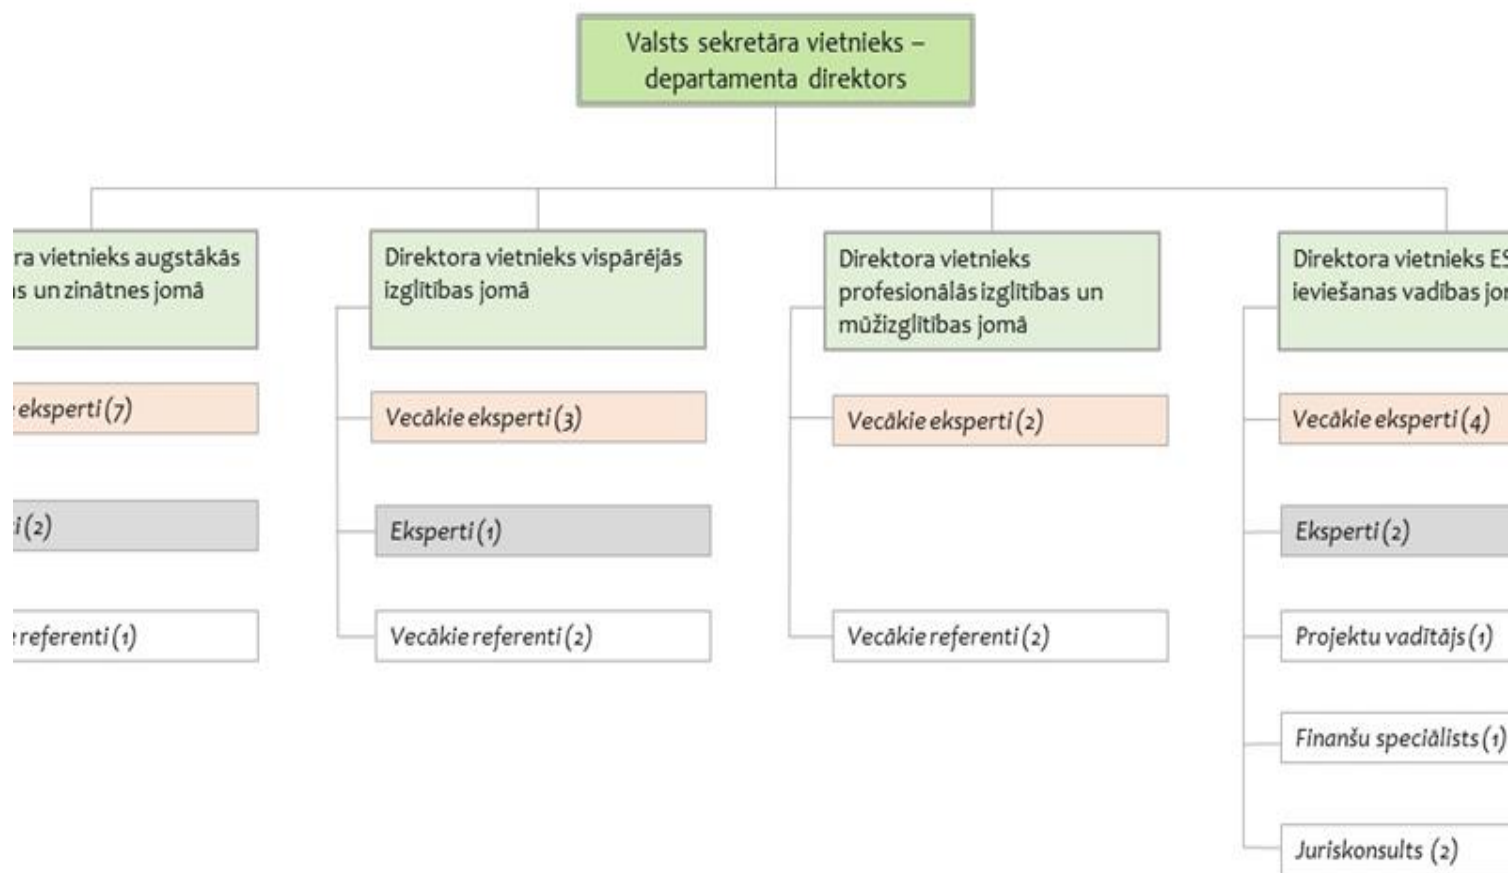 Valsts sekretāra vietnieks –
departamenta direktors
vietnieks augstākās
un zinātnes jomā
Direktora vietnieks vispārējās
izglītības jomā
Direktora vietnieks
profesionālās izglītības un
mūžizglītības jomā
Direktora vietnieks ES
ieviešanas vadības
eksperti (7)
Vecākie eksperti (3)
Vecākie eksperti (2)
Vecākie eksperti (4)
(2)
Eksperti (1)
Eksperti (2)
referenti (1)
Vecākie referenti (2)
Vecākie referenti (2)
Projektu vadītājs (1)
Finanšu speciālists (1)
Juriskonsults (2)